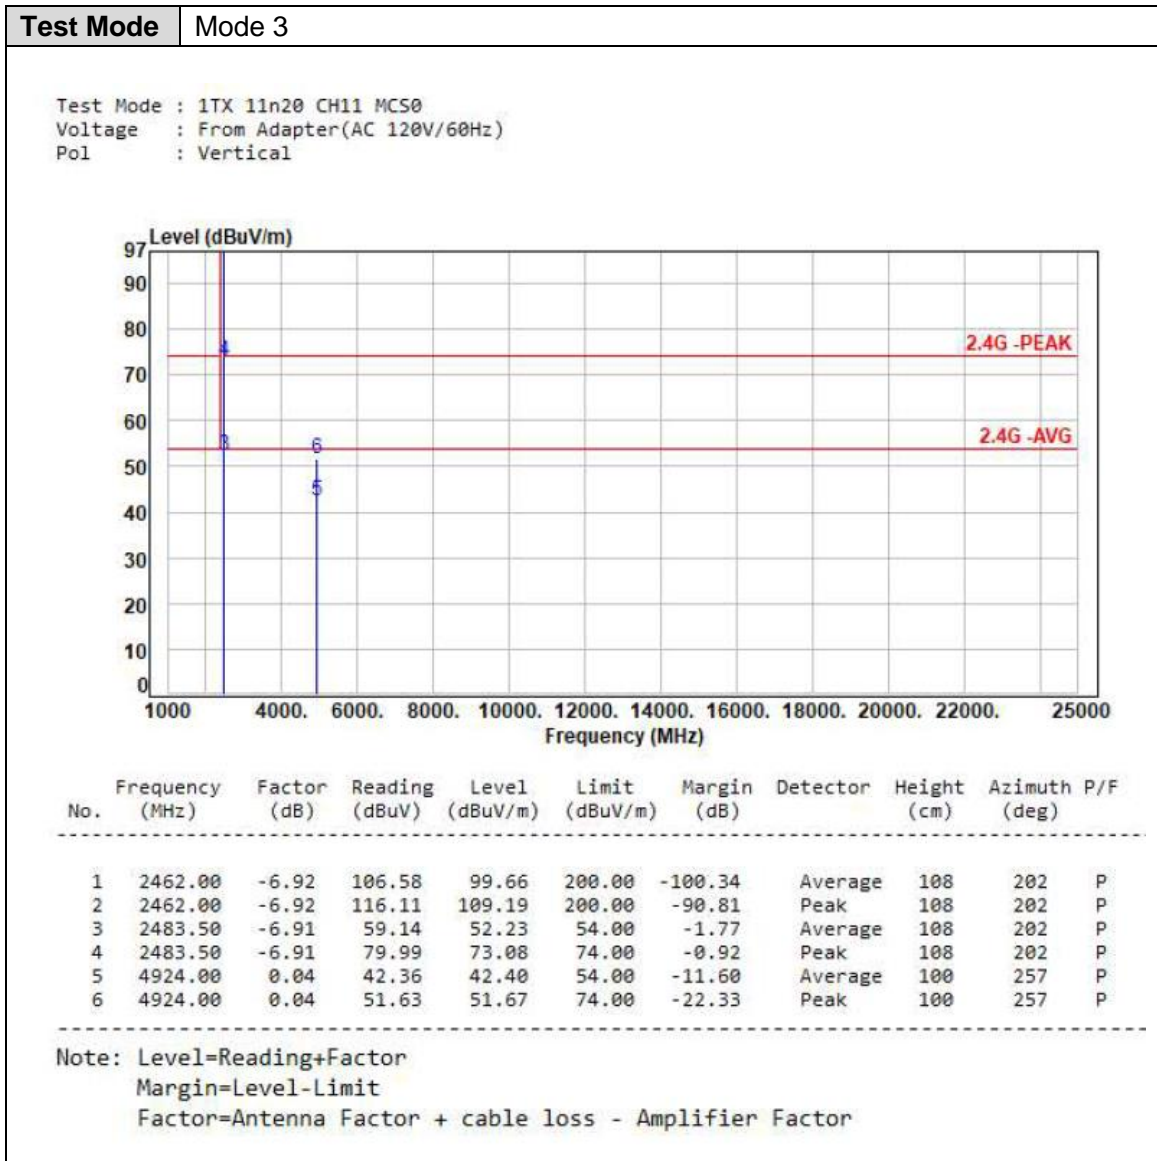 Test Mode Mode 3
Test Mode : 1TX 11n20 CH11 MCS0
Voltage : From Adapter(AC 120V/60Hz)
Pol : Vertical
Level (dBuV/m)
97
90
80
70
60
50
40
30
20
10
0
4
3
6
5
2.4G -PEAK
2.4G -AVG
1000 4000. 6000. 8000. 10000. 12000. 14000. 16000. 18000. 20000. 22000. 25000
Frequency (MHz)
Frequency Factor Reading Level Limit Margin Detector Height Azimuth P/F
No. (MHz) (dB) (dBuV) (dBuV/m) (dBuV/m) (dB) (cm) (deg)
1 2462.00 -6.92 106.58 99.66 200.00 -100.34 Average 108 202 P
2 2462.00 -6.92 116.11 109.19 200.00 -90.81 Peak 108 202 P
3 2483.50 -6.91 59.14 52.23 54.00 -1.77 Average 108 202 P
4 2483.50 -6.91 79.99 73.08 74.00 -0.92 Peak 108 202 P
5 4924.00 0.04 42.36 42.40 54.00 -11.60 Average 100 257 P
6 4924.00 0.04 51.63 51.67 74.00 -22.33 Peak 100 257 P
Note: Level=Reading+Factor
Margin=Level-Limit
Factor=Antenna Factor + cable loss - Amplifier Factor